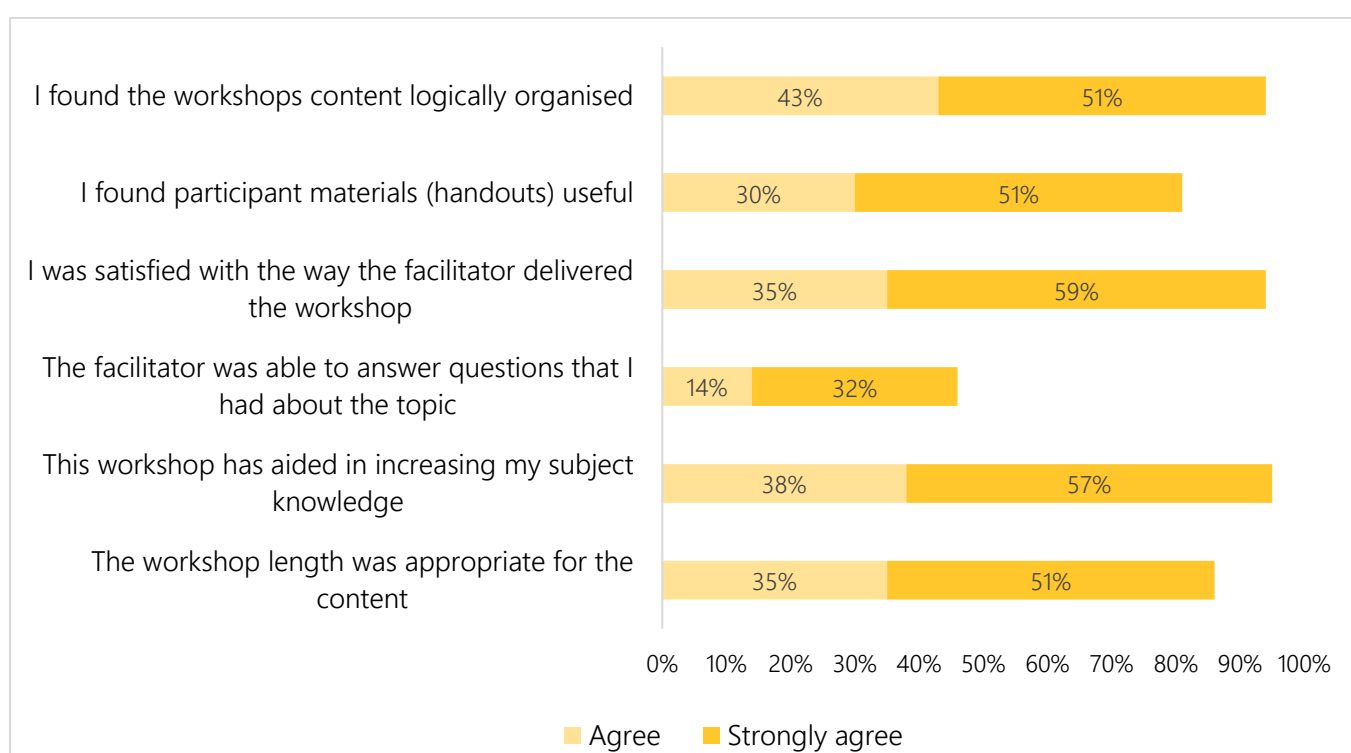 I found the workshops content logically organised
43%
51%
I found participant materials (handouts) useful
30%
51%
I was satisfied with the way the facilitator delivered
the workshop
35%
59%
The facilitator was able to answer questions that I
had about the topic
14%
32%
This workshop has aided in increasing my subject
knowledge
38%
57%
The workshop length was appropriate for the
content
35%
51%
0% 10% 20% 30% 40% 50% 60% 70% 80% 90% 100%
Agree Strongly agree